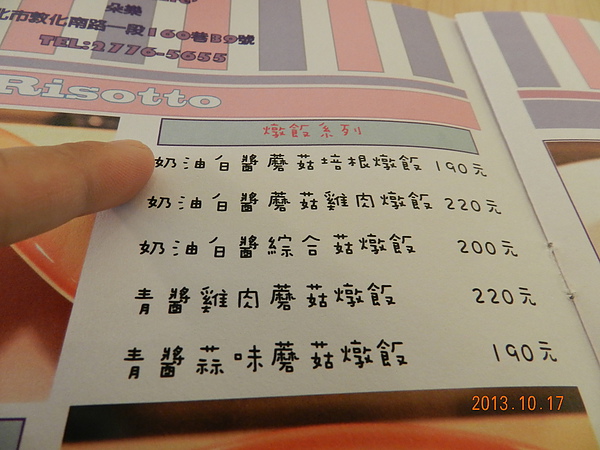 朵樂
北市敦化南路一段160巷B9號
TEL:2776-5655
Risotto
燉飯系列
奶油白醬蘑菇培根燉飯 190元
奶油白醬蘑菇雞肉燉飯 220元
奶油白醬綜合菇燉飯 200元
青醬雞肉蘑菇燉飯 220元
青醬蒜味蘑菇燉飯 190元
2013.10.17